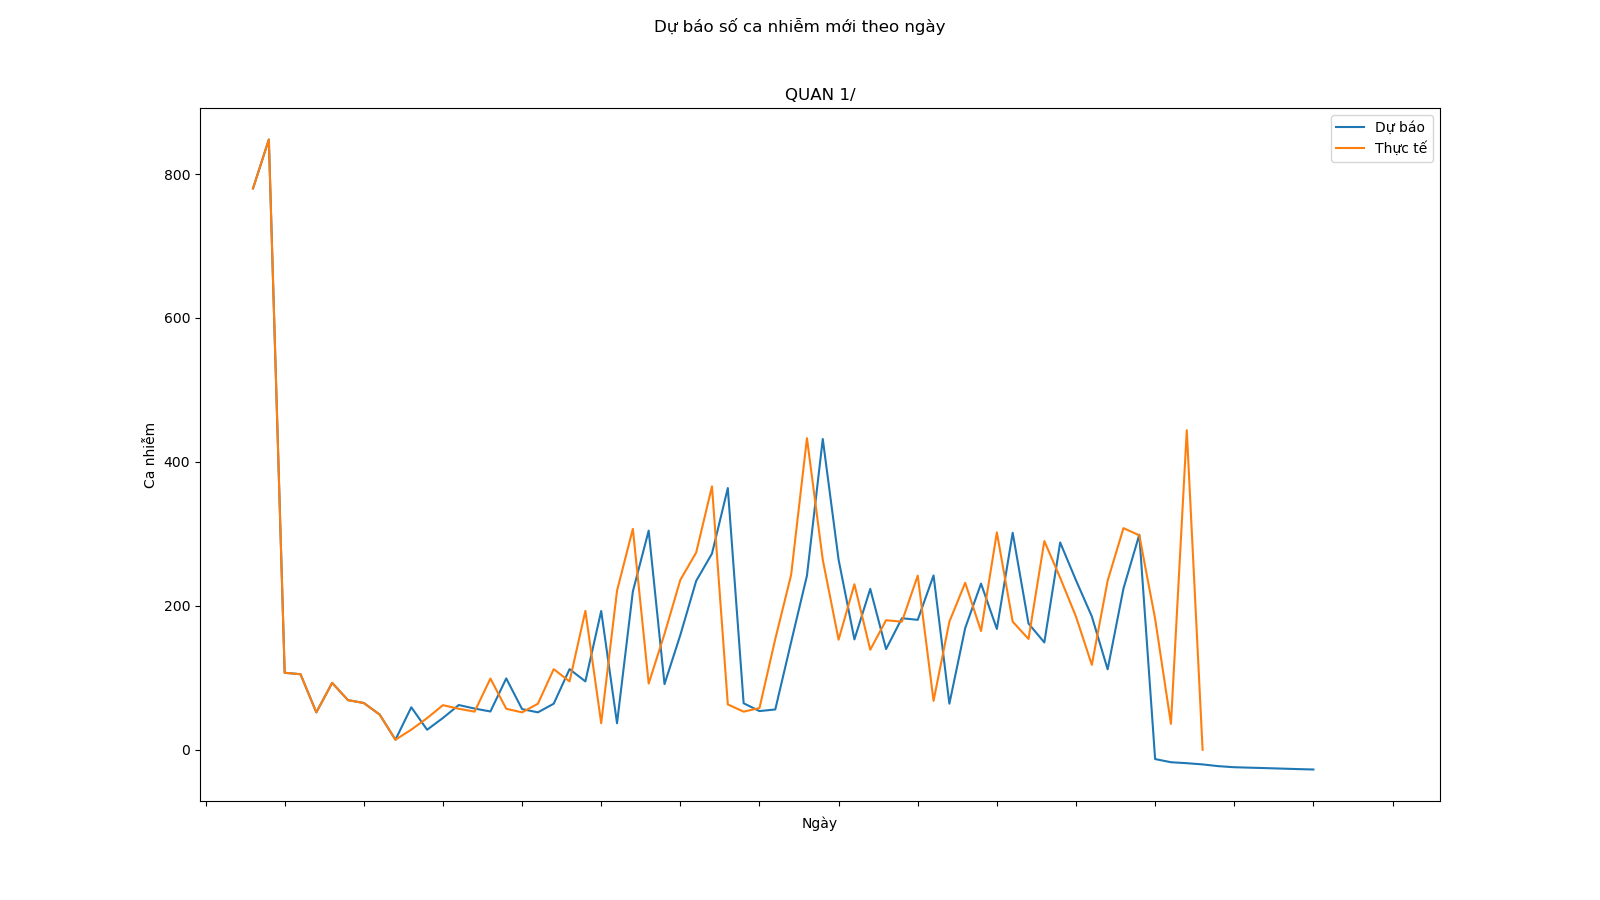 Dự báo số ca nhiễm mới theo ngày
QUAN 1/
Dự báo
Thực tế
800
600
400
200
0
Ca nhiễm
Ngày